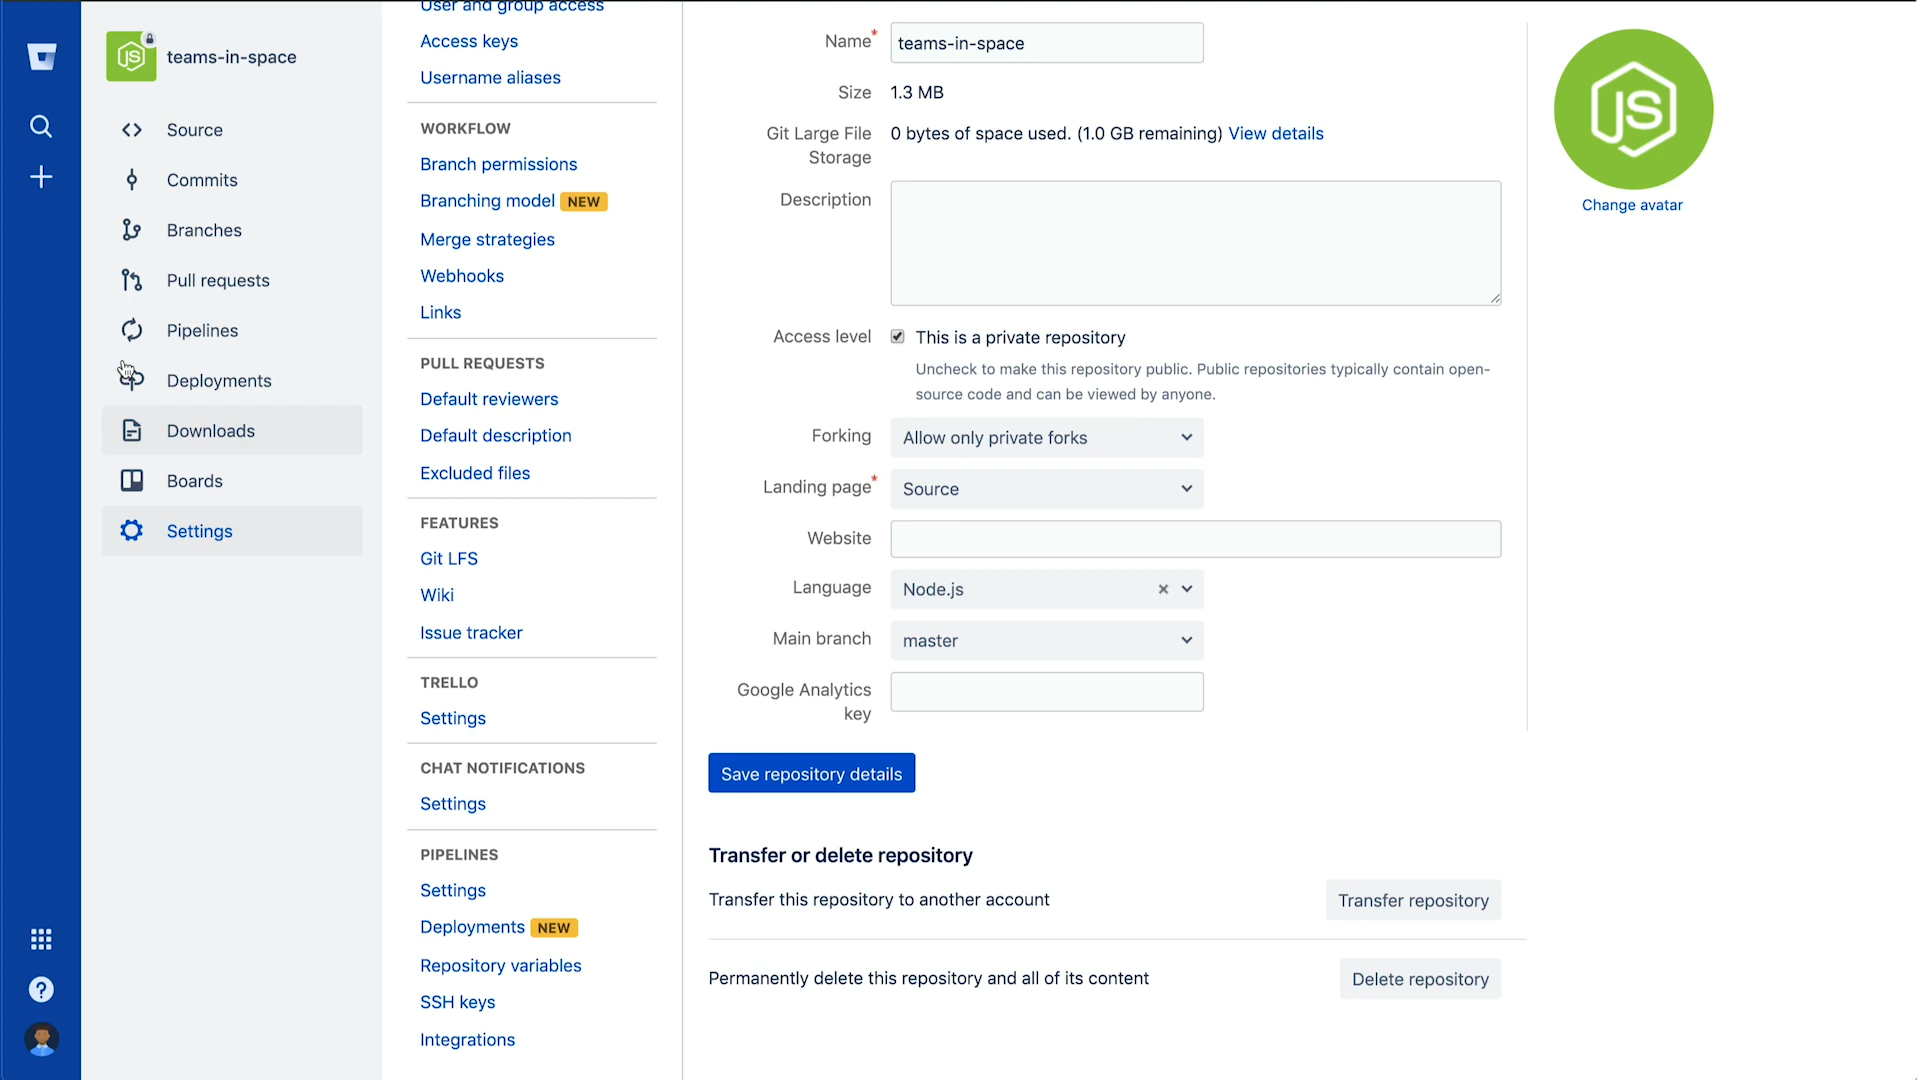 teams-in-space
Source
Commits
Branches
Pull requests
Pipelines
Deployments
Downloads
Boards
Settings
User and group access
Access keys
Username aliases
WORKFLOW
Branch permissions
Branching model NEW
Merge strategies
Webhooks
Links
PULL REQUESTS
Default reviewers
Default description
Excluded files
FEATURES
Git LFS
Wiki
Issue tracker
TRELLO
Settings
CHAT NOTIFICATIONS
Settings
PIPELINES
Settings
Deployments NEW
Repository variables
SSH keys
Integrations
Name* teams-in-space
Size 1.3 MB
Git Large File 0 bytes of space used. (1.0 GB remaining) View details
Storage
Description
Access level This is a private repository
Uncheck to make this repository public. Public repositories typically contain open-
source code and can be viewed by anyone.
Forking Allow only private forks
Landing page* Source
Website
Language Node.js
Main branch master
Google Analytics
key
Save repository details
Transfer or delete repository
Transfer this repository to another account Transfer repository
Permanently delete this repository and all of its content Delete repository
JS
Change avatar
JS
?